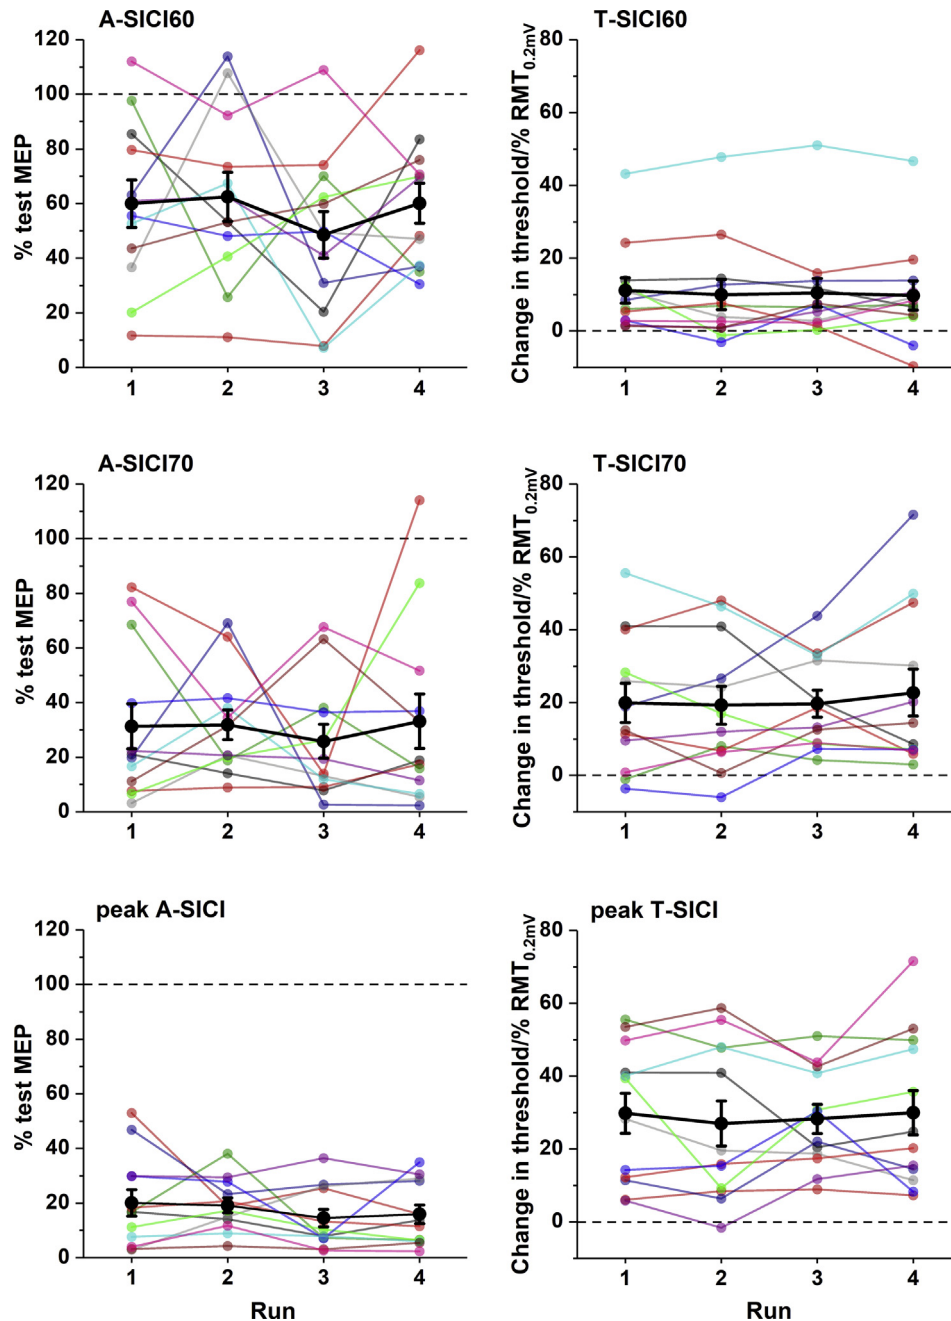 A-SICI60
T-SICI60
120
100
80
60
40
20
0
% test MEP
1 2 3 4
80
60
40
20
0
Change in threshold/% RMT0.2mV
1 2 3 4
A-SICI70
T-SICI70
120
100
80
60
40
20
0
% test MEP
1 2 3 4
80
60
40
20
0
Change in threshold/% RMT0.2mV
1 2 3 4
peak A-SICI
peak T-SICI
120
100
80
60
40
20
0
% test MEP
1 2 3 4
Run
80
60
40
20
0
Change in threshold/% RMT0.2mV
1 2 3 4
Run